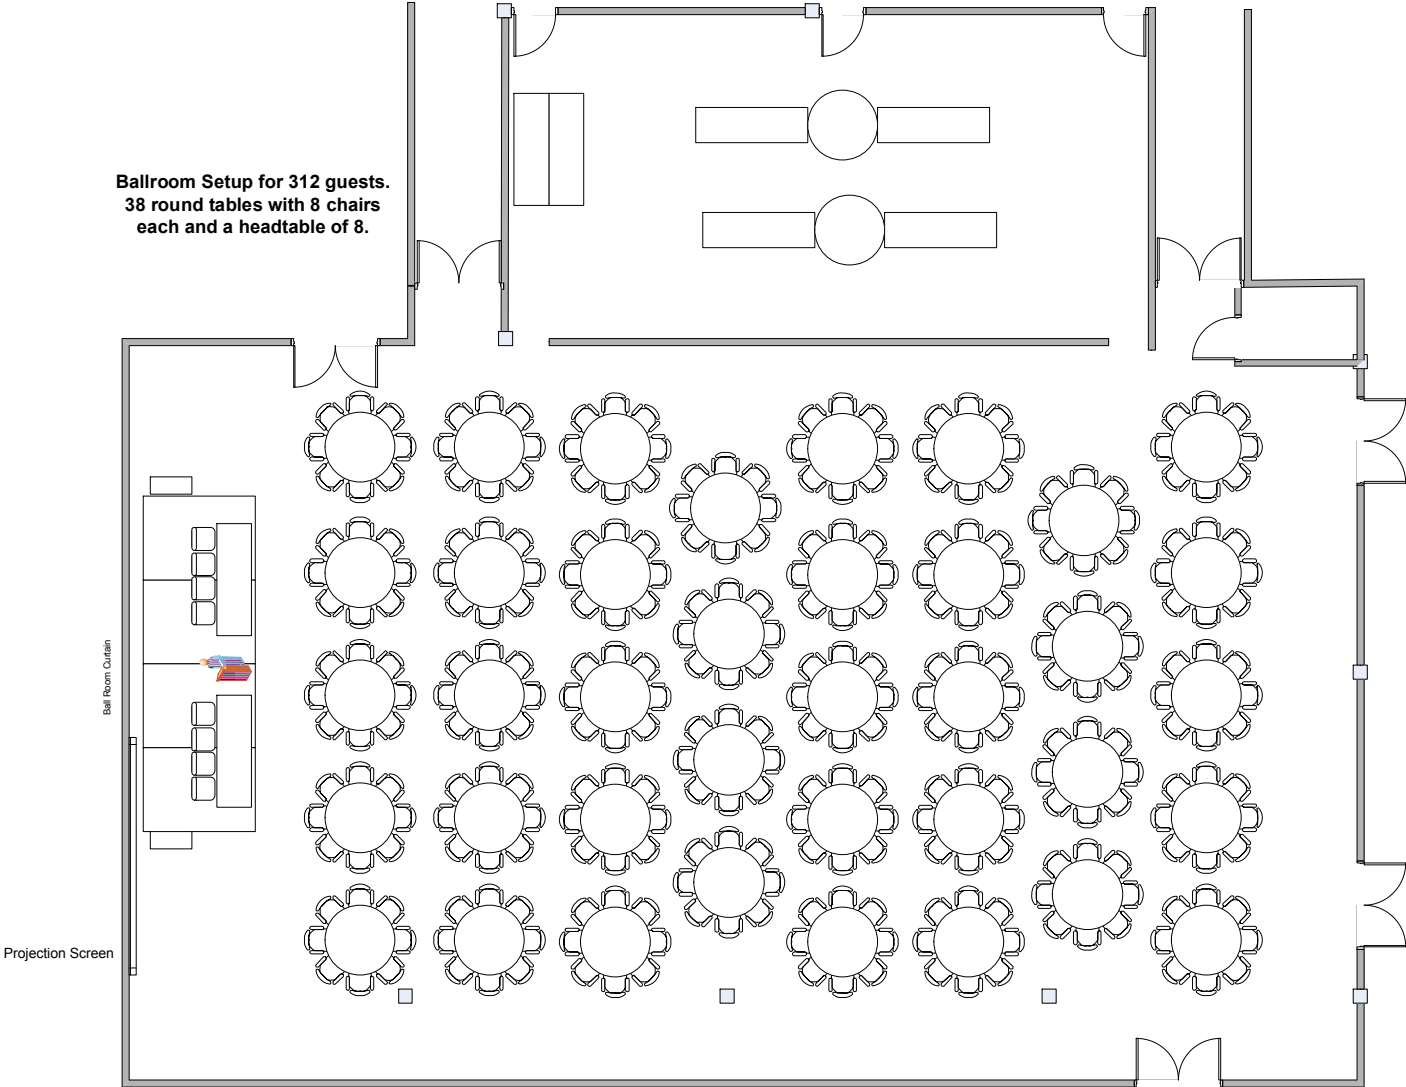 Ballroom Setup for 312 guests.
38 round tables with 8 chairs
each and a headtable of 8.
Ball Room Curtain
Projection Screen